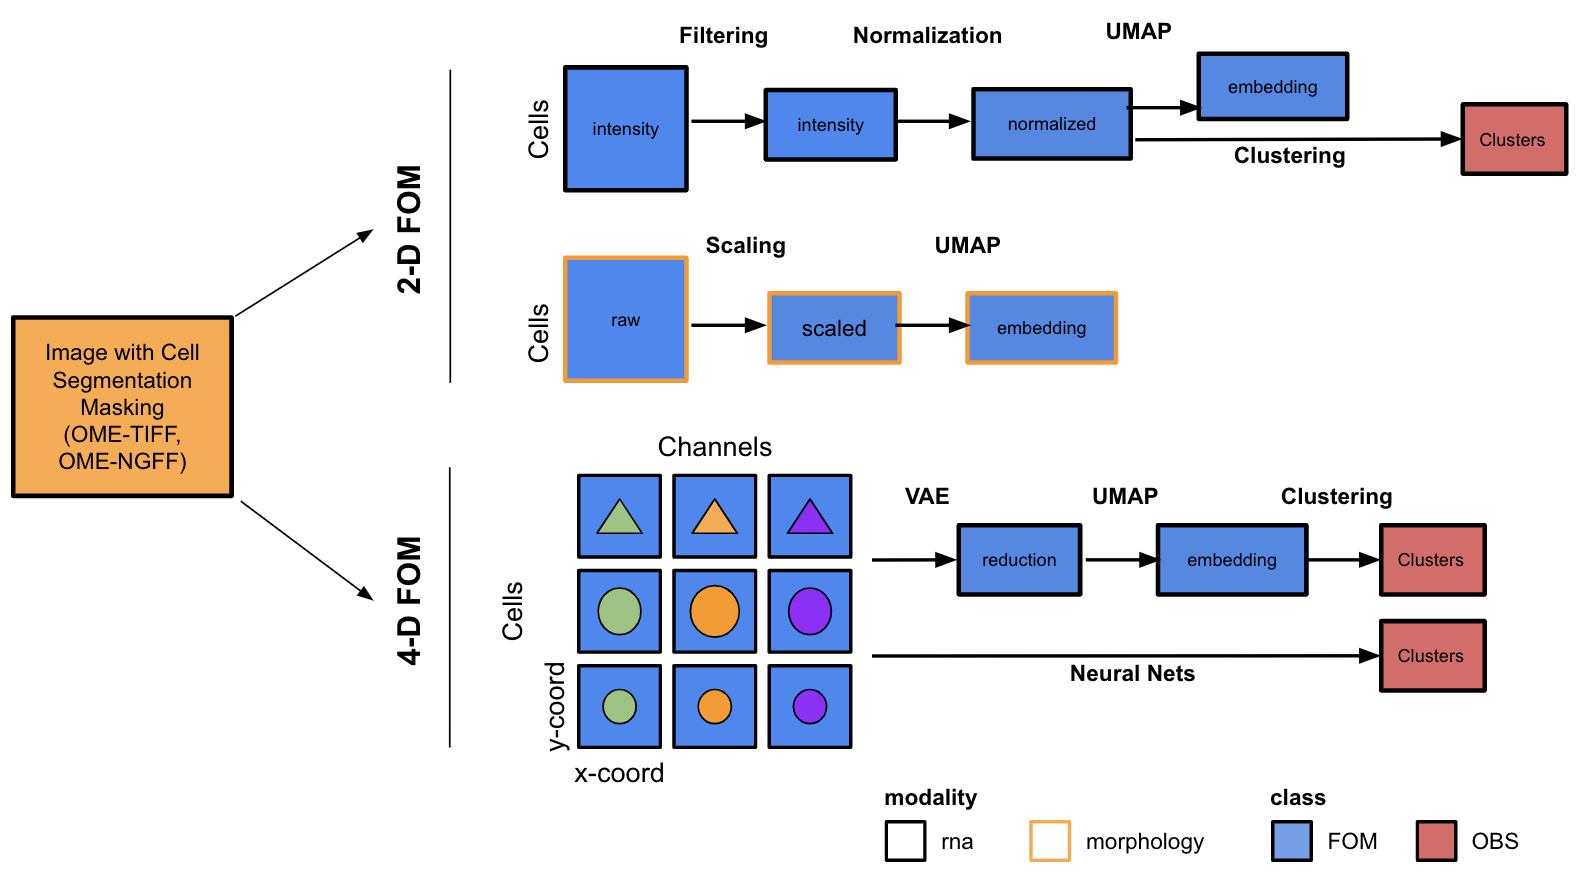 Filtering
Normalization
UMAP
Cells
intensity
intensity
normalized
embedding
Clustering
Clusters
2-D FOM
Scaling
UMAP
Cells
raw
scaled
embedding
Image with Cell
Segmentation
Masking
(OME-TIFF,
OME-NGFF)
Channels
4-D FOM
Cells
y-coord
x-coord
VAE
UMAP
Clustering
reduction
embedding
Clusters
Neural Nets
Clusters
modality
rna
morphology
class
FOM
OBS